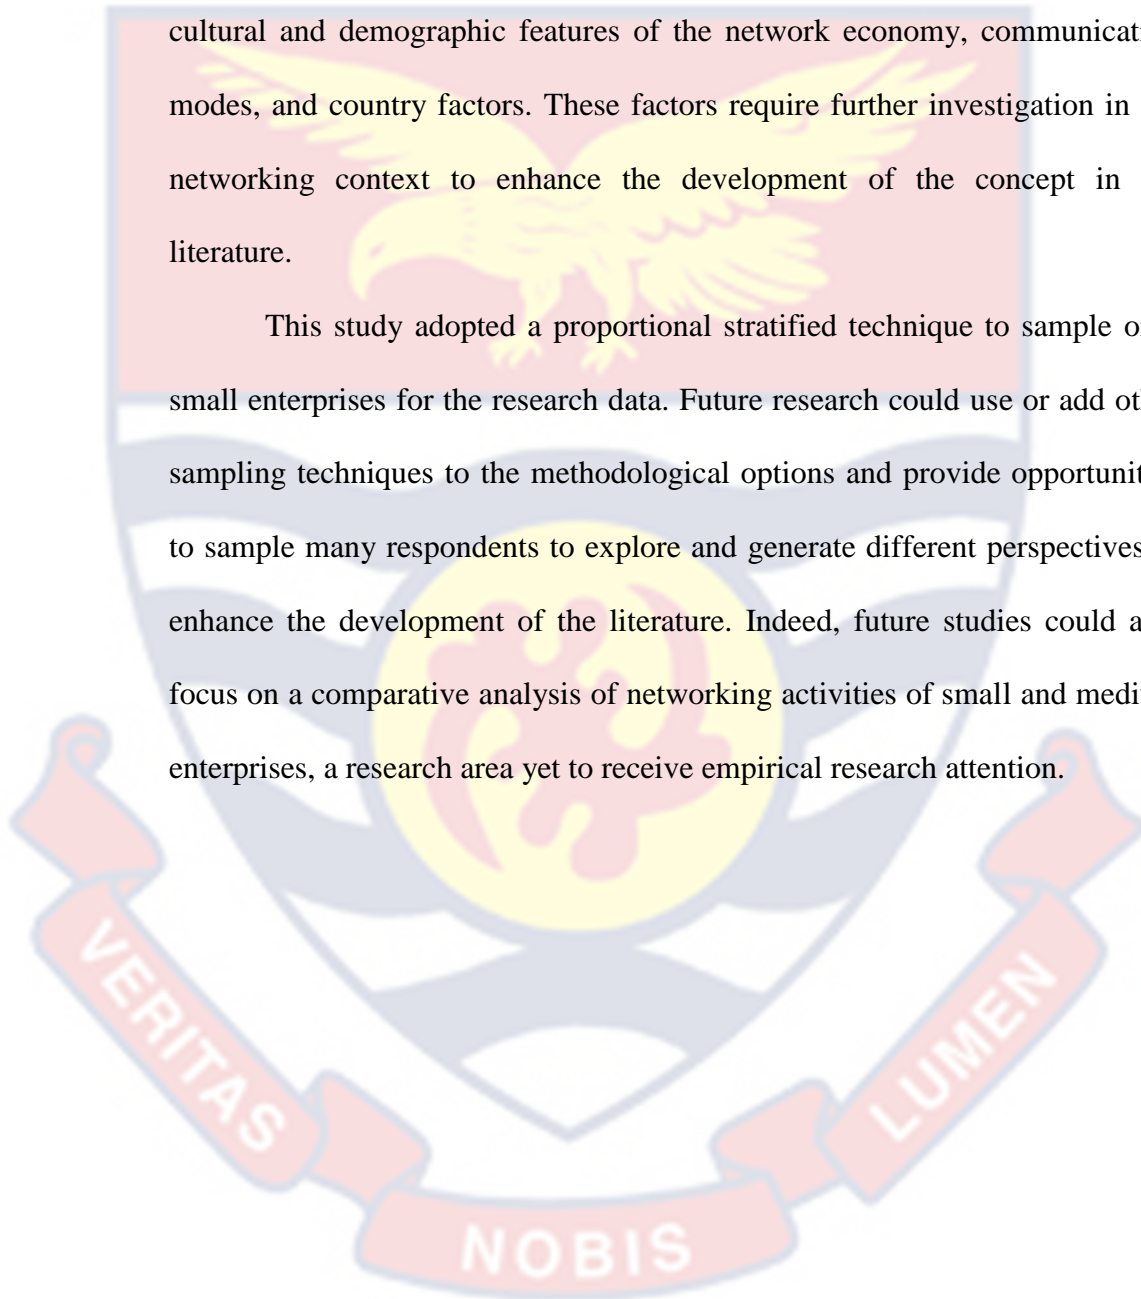 cultural and demographic features of the network economy, communicati
modes, and country factors. These factors require further investigation in
networking context to enhance the development of the concept in
literature.
This study adopted a proportional stratified technique to sample o
small enterprises for the research data. Future research could use or add ot
sampling techniques to the methodological options and provide opportunit
to sample many respondents to explore and generate different perspectives
enhance the development of the literature. Indeed, future studies could a
focus on a comparative analysis of networking activities of small and medi
enterprises, a research area yet to receive empirical research attention.
VERITAS
NOBIS
LUMEN